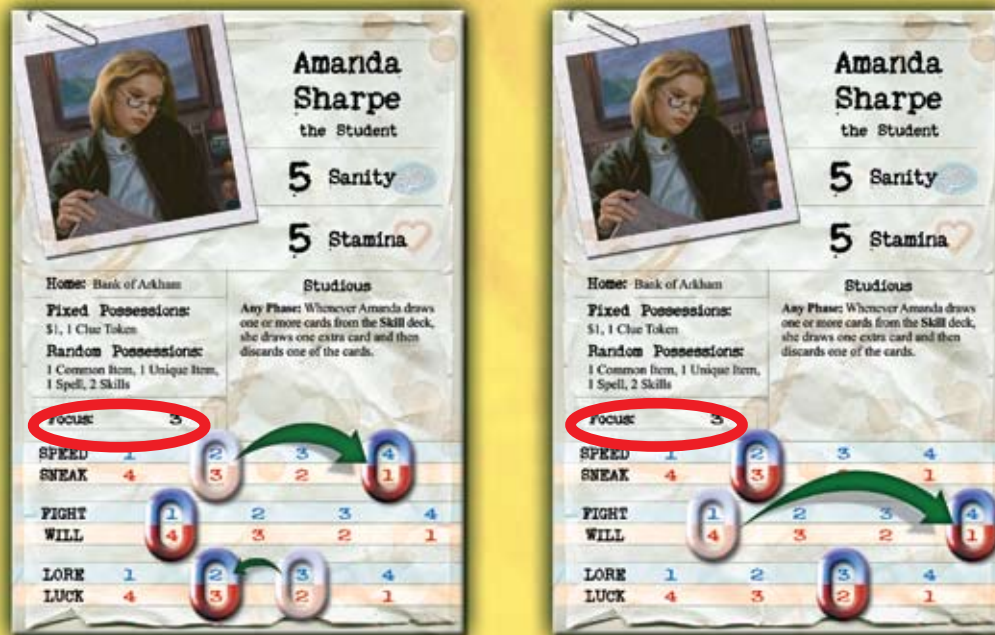 Amanda
Sharpe
the Student
5 Sanity
5 Stamina
Home: Bank of Arkham
Fixed Possessions:
$1, 1 Clue Token
Random Possessions:
1 Common Item, 1 Unique Item,
1 Spell, 2 Skills
Studious
Any Phase: Whenever Amanda draws
one or more cards from the Skill deck,
she draws one extra card and then
discards one of the cards.
Focus: 3
SPEED 1 2 3 4
SNEAK 4 3 2 1
FIGHT 1 2 3 4
WILL 4 3 2 1
LORE 1 2 3 4
LUCK 4 3 2 1
Amanda
Sharpe
the Student
5 Sanity
5 Stamina
Home: Bank of Arkham
Fixed Possessions:
$1, 1 Clue Token
Random Possessions:
1 Common Item, 1 Unique Item,
1 Spell, 2 Skills
Studious
Any Phase: Whenever Amanda draws
one or more cards from the Skill deck,
she draws one extra card and then
discards one of the cards.
Focus: 3
SPEED 1 2 3 4
SNEAK 4 3 1
FIGHT 1 2 3 4
WILL 4 3 2 1
LORE 1 2 3 4
LUCK 4 3 2 1